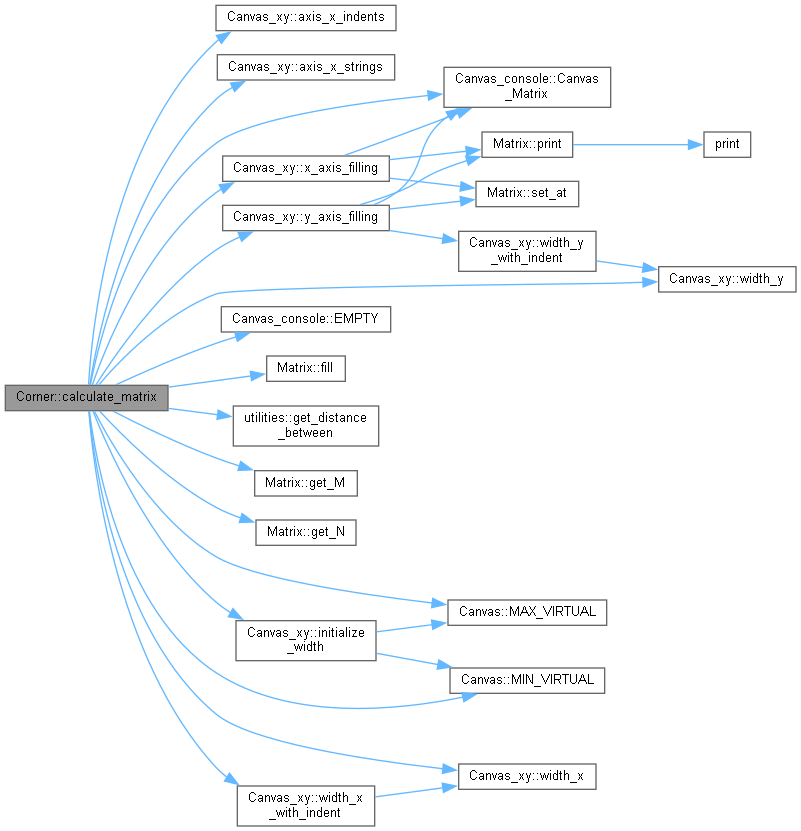 Canvas_xy::axis_x_indents
Canvas_xy::axis_x_strings
Canvas_console::Canvas
_Matrix
Matrix::print
print
Canvas_xy::x_axis_filling
Matrix::set_at
Canvas_xy::y_axis_filling
Canvas_xy::width_y
_with_indent
Canvas_xy::width_y
Canvas_console::EMPTY
Matrix::fill
Corner::calculate_matrix
utilities::get_distance
_between
Matrix::get_M
Matrix::get_N
Canvas::MAX_VIRTUAL
Canvas_xy::initialize
_width
Canvas::MIN_VIRTUAL
Canvas_xy::width_x
Canvas_xy::width_x
_with_indent